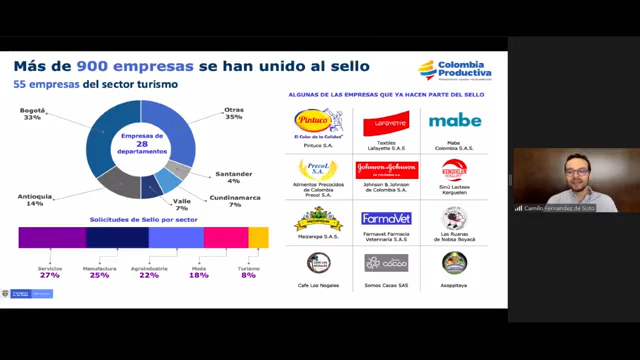 Más de 900 empresas se han unido al sello
55 empresas del sector turismo
Colombia
Productiva
Bogotá
33%
Otras
35%
Empresas de
28
departamentos
Santander
4%
Cundinamarca
7%
Valle
7%
Antioquia
14%
Solicitudes de Sello por sector
Servicios
27%
Manufactura
25%
Agroindustria
22%
Moda
18%
Turismo
8%
ALGUNAS DE LAS EMPRESAS QUE YA HACEN PARTE DEL SELLO
Pintuco
El Color de la Calidad
Pintuco S.A.
LAFAYETTE
Textiles
Lafayette S.A.S
mabe
Mabe
Colombia S.A.S.
PRECOL S.A.
Alimentos Precocidos
de Colombia
Precol S.A.
Johnson & Johnson
DE COLOMBIA S.A.
Johnson & Johnson
de Colombia S.A.
KERGUELEN
Sinú Lacteos
Kerguelen
Maizarepa S.A.S.
FarmaVet
Farmavet Farmacia
Veterinaria S.A.S
Las Ruanas
de Nobsa Boyacá
Cafe Los Nogales
somos cacao
Somos Cacao SAS
Asoppitaya
Camilo Fernandez de Soto